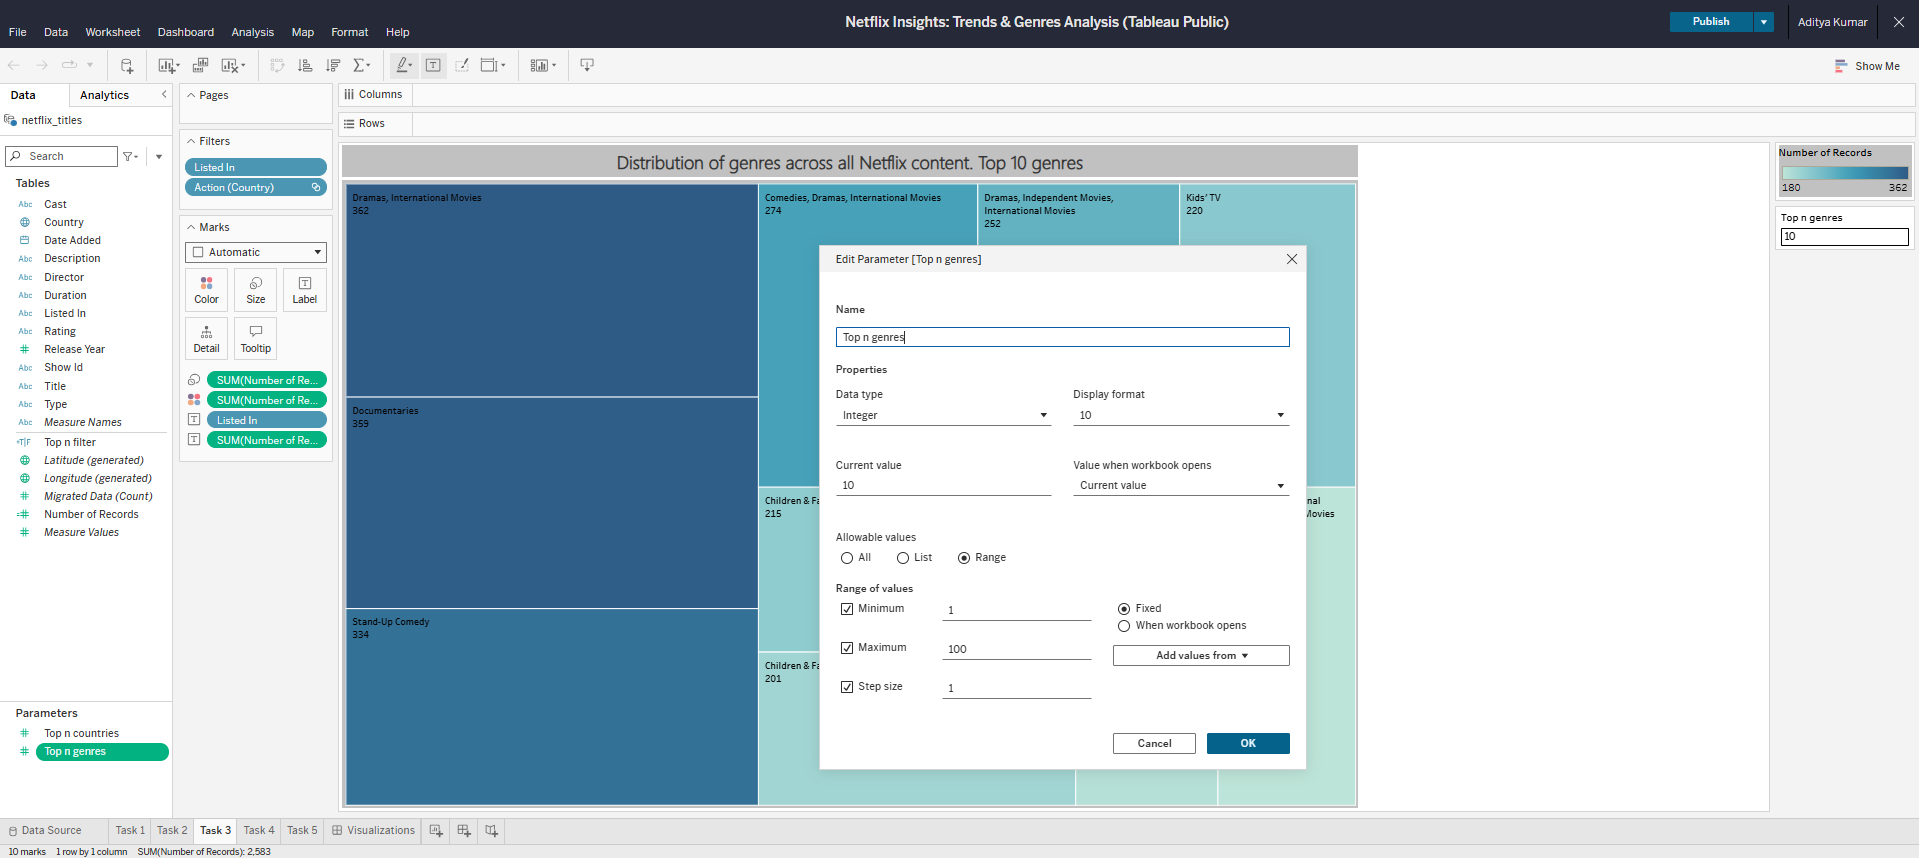 Netflix Insights: Trends & Genres Analysis (Tableau Public)
Publish
Aditya Kumar
File Data Worksheet Dashboard Analysis Map Format Help
Show Me
Data Analytics
netflix_titles
Search
Tables
Abc Cast
Country
Date Added
Abc Description
Abc Director
Abc Duration
Abc Listed In
Abc Rating
Release Year
Abc Show Id
Abc Title
Abc Type
Abc Measure Names
T|F Top n filter
Latitude (generated)
Longitude (generated)
Migrated Data (Count)
Number of Records
Measure Values
Parameters
Top n countries
Top n genres
Pages
Filters
Listed In
Action (Country)
Marks
Automatic
Color Size Label
Detail Tooltip
SUM(Number of Re...
SUM(Number of Re...
Listed In
SUM(Number of Re...
Columns
Rows
Distribution of genres across all Netflix content. Top 10 genres
Dramas, International Movies
362
Documentaries
359
Stand-Up Comedy
334
Comedies, Dramas, International Movies
274
Dramas, Independent Movies,
International Movies
252
Kids' TV
220
Children & Fa
215
Children & Fa
201
nal
Movies
Edit Parameter [Top n genres]
Name
Top n genres
Properties
Data type Display format
Integer 10
Current value Value when workbook opens
10 Current value
Allowable values
All List Range
Range of values
Minimum 1 Fixed
When workbook opens
Maximum 100 Add values from
Step size 1
Cancel OK
Number of Records
180 362
Top n genres
10
Data Source Task 1 Task 2 Task 3 Task 4 Task 5 Visualizations
10 marks 1 row by 1 column SUM(Number of Records): 2,583